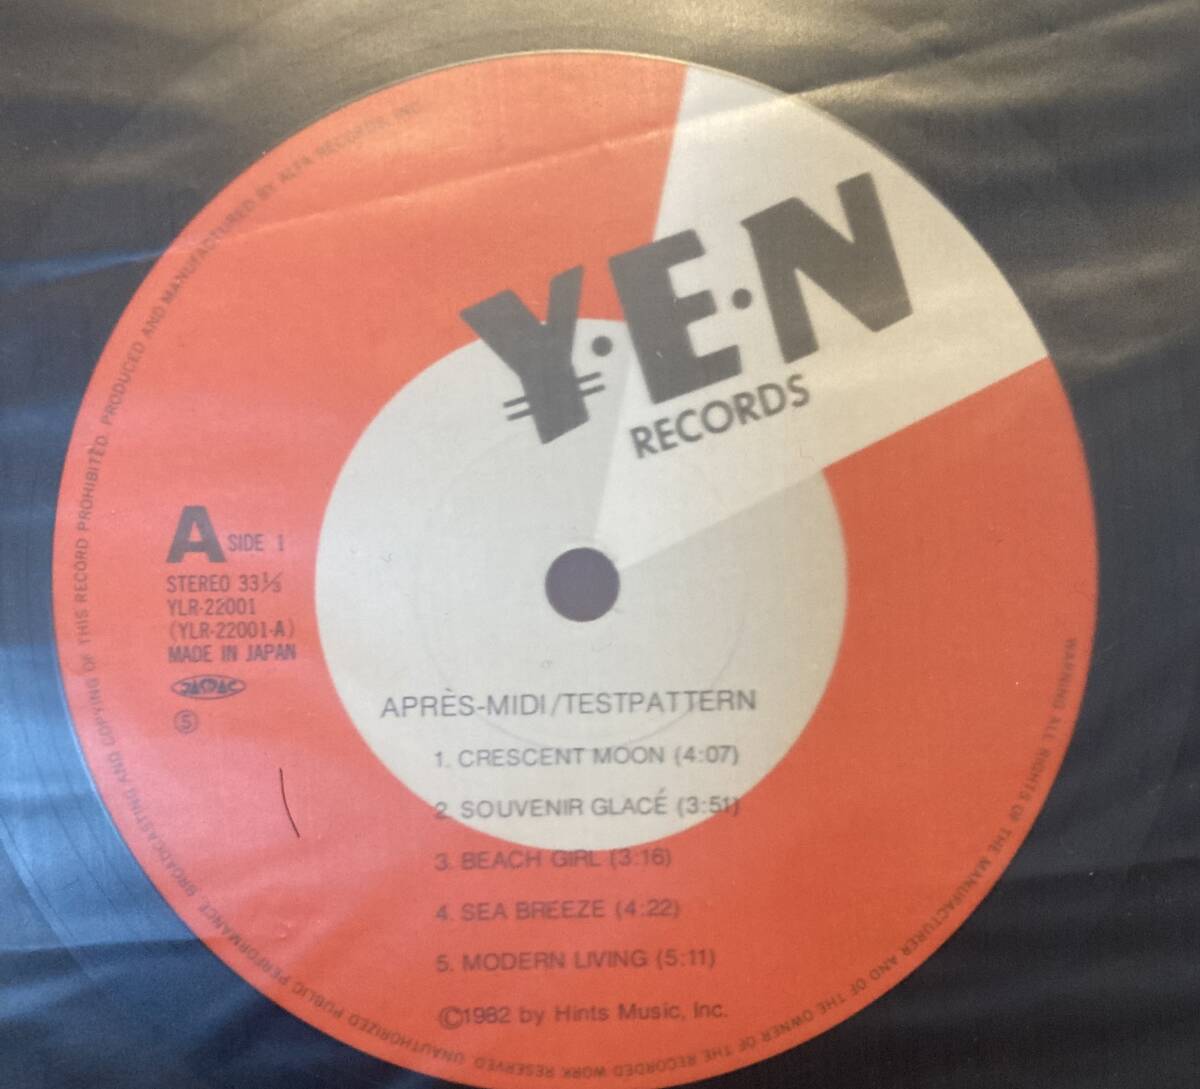 Y·E·N
RECORDS
A SIDE 1
STEREO 33⅓
YLR-22001
(YLR-22001-A)
MADE IN JAPAN
JASRAC
Ⓢ
APRÈS-MIDI/TESTPATTERN
1. CRESCENT MOON (4:07)
2. SOUVENIR GLACÉ (3:51)
3. BEACH GIRL (3:16)
4. SEA BREEZE (4:22)
5. MODERN LIVING (5:11)
©1982 by Hints Music, Inc.
WARNING ALL RIGHTS OF THE MANUFACTURER AND OF THE OWNER OF THE RECORDED WORK RESERVED. UNAUTHORIZED PUBLIC PERFORMANCE, BROADCASTING AND COPYING OF THIS RECORD PROHIBITED. PRODUCED AND MANUFACTURED BY ALFA RECORDS, INC.